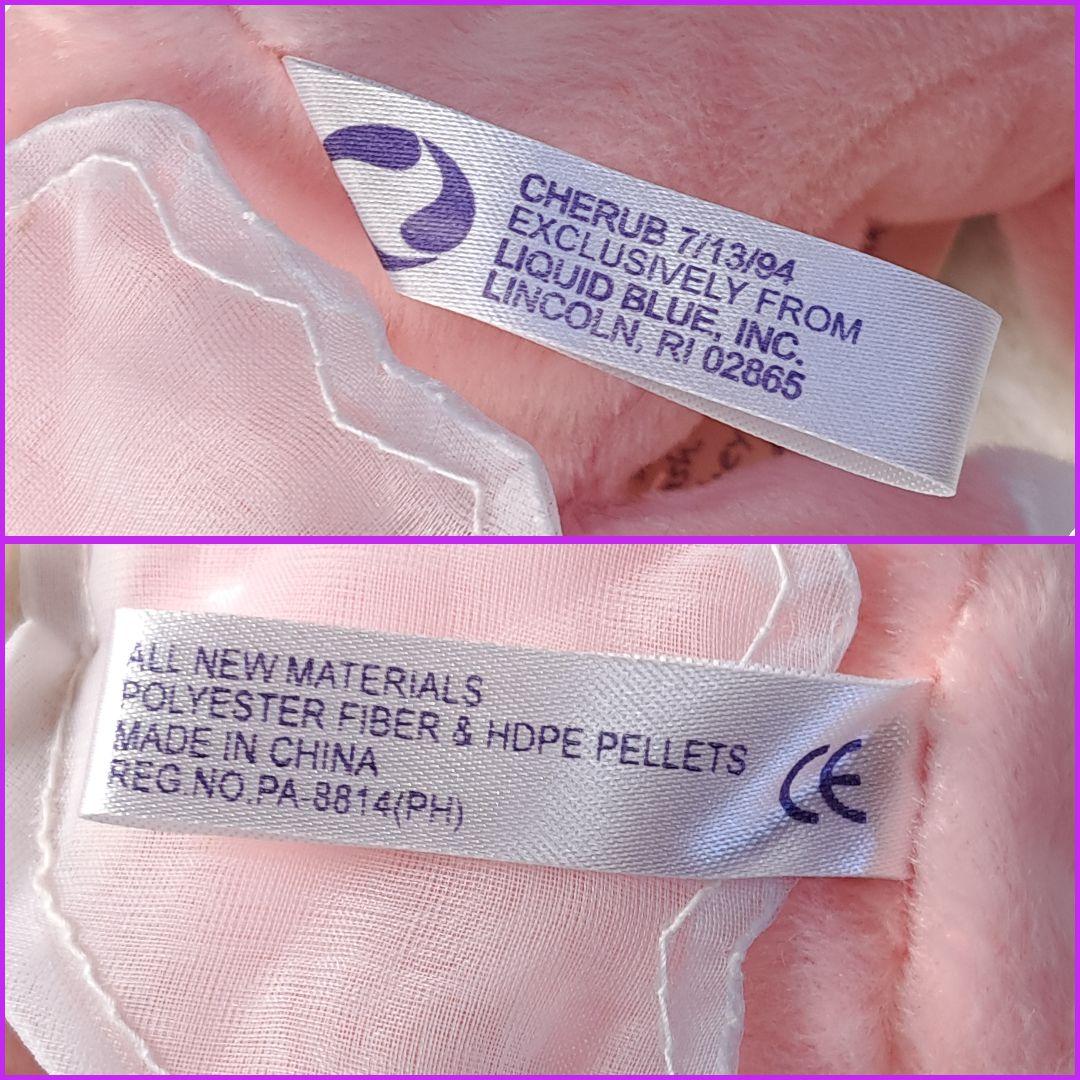 CHERUB 7/13/94
EXCLUSIVELY FROM
LIQUID BLUE, INC.
LINCOLN, RI 02865
ALL NEW MATERIALS
POLYESTER FIBER & HDPE PELLETS
MADE IN CHINA
REG.NO.PA-8814(PH)
CE